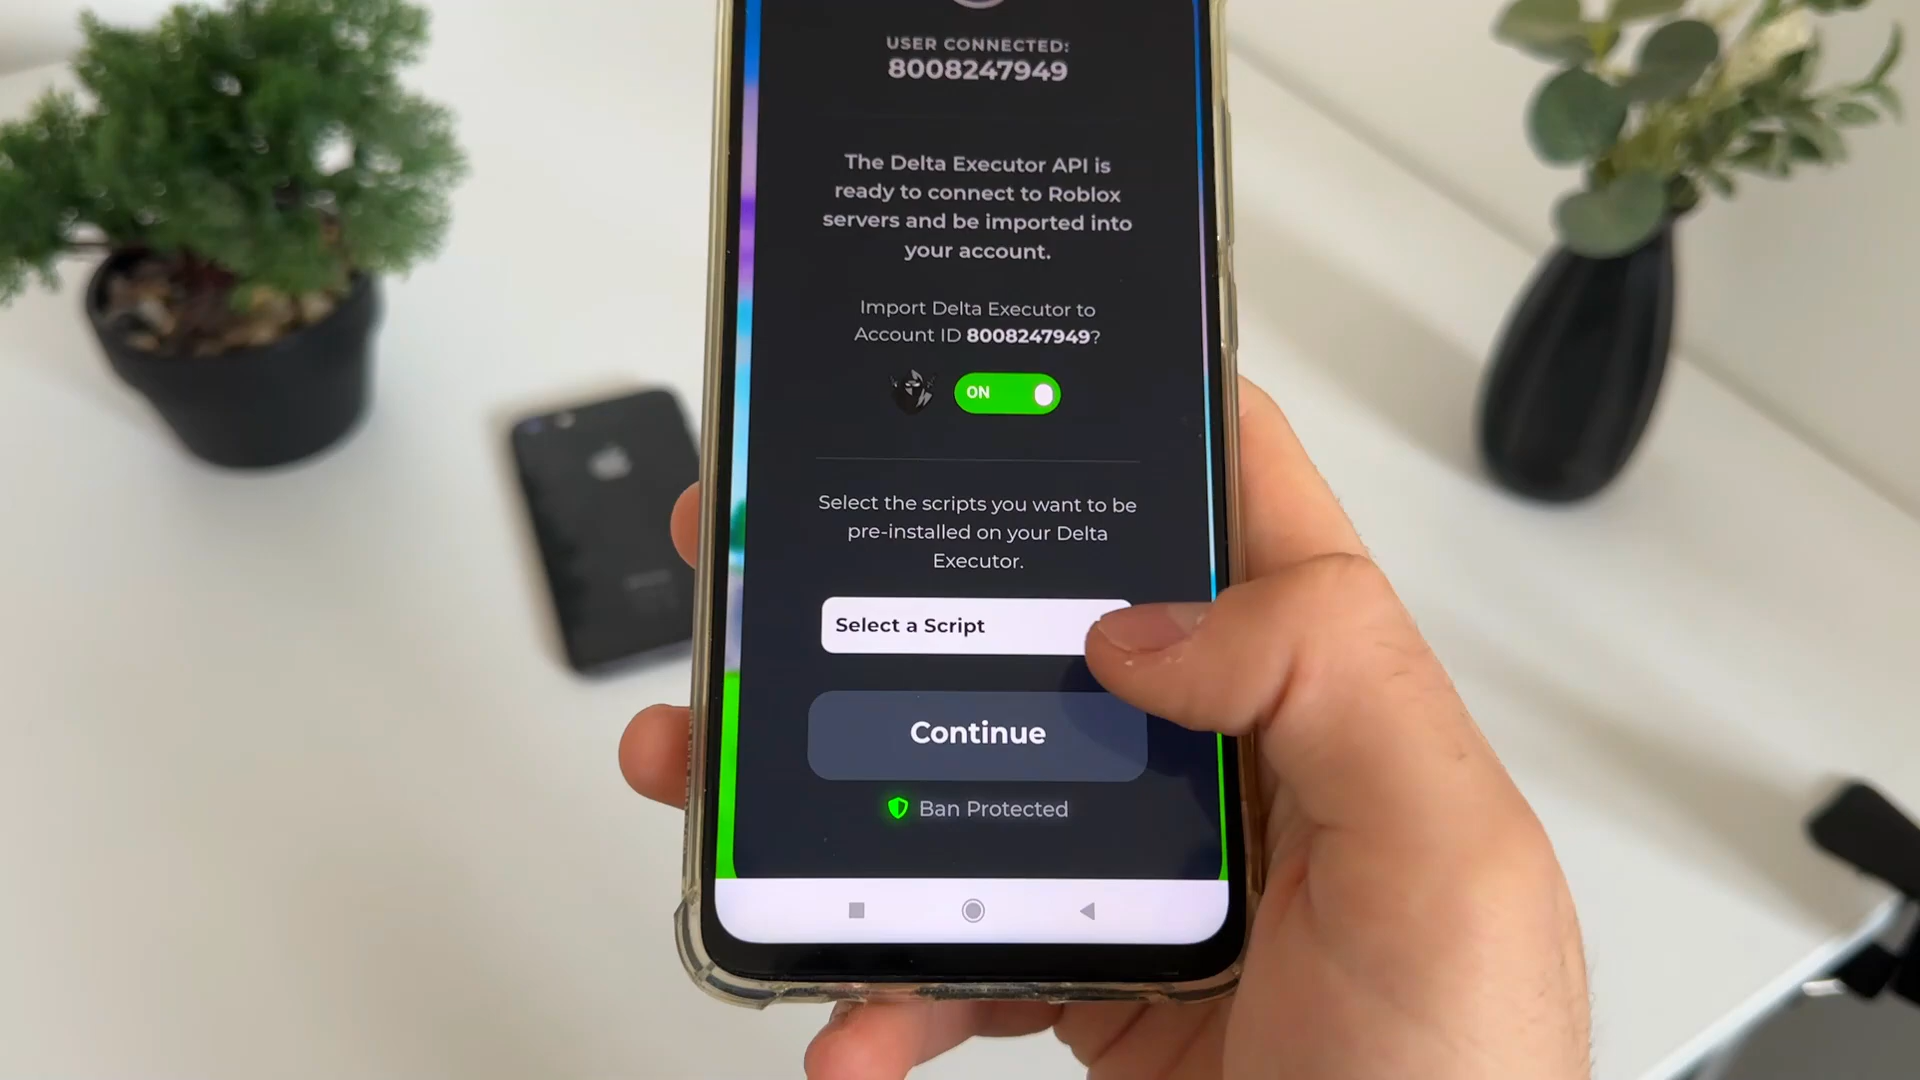 USER CONNECTED:
8008247949
The Delta Executor API is
ready to connect to Roblox
servers and be imported into
your account.
Import Delta Executor to
Account ID 8008247949?
ON
Select the scripts you want to be
pre-installed on your Delta
Executor.
Select a Script
Continue
Ban Protected